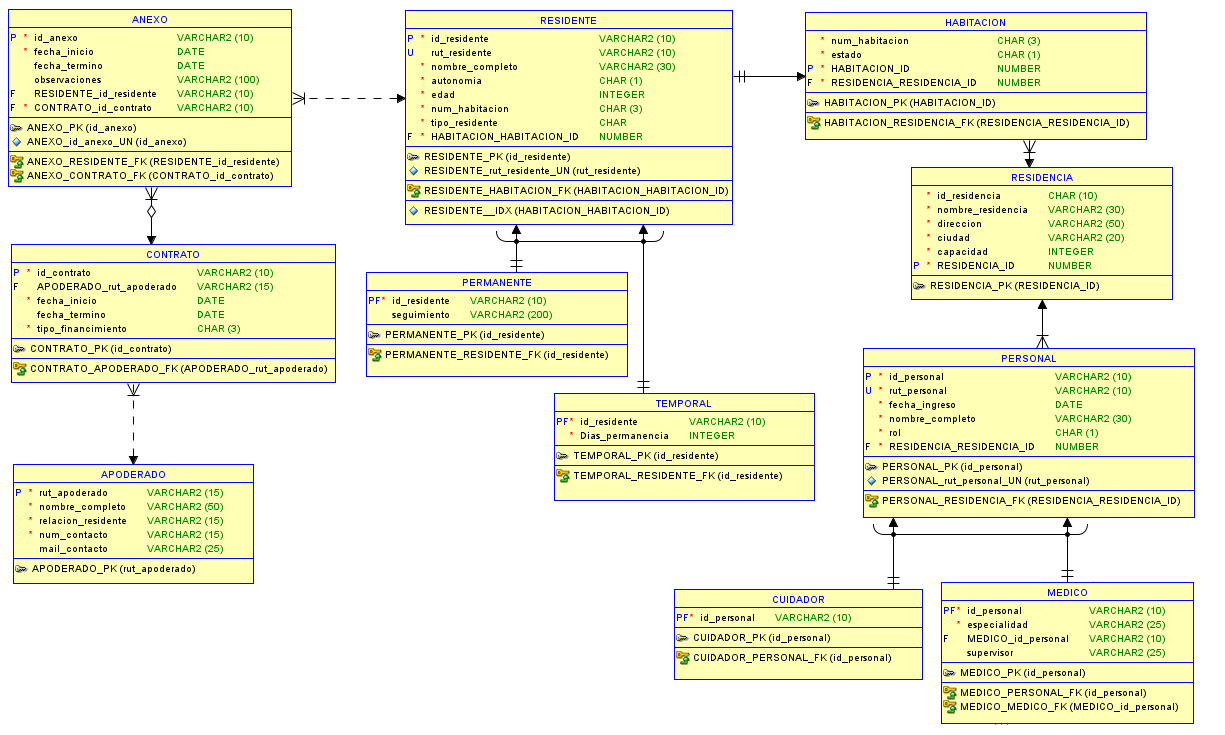 ANEXO
P * id_anexo VARCHAR2 (10)
* fecha_inicio DATE
fecha_termino DATE
observaciones VARCHAR2 (100)
F RESIDENTE_id_residente VARCHAR2 (10)
F * CONTRATO_id_contrato VARCHAR2 (10)
ANEXO_PK (id_anexo)
ANEXO_id_anexo_UN (id_anexo)
ANEXO_RESIDENTE_FK (RESIDENTE_id_residente)
ANEXO_CONTRATO_FK (CONTRATO_id_contrato)
RESIDENTE
P * id_residente VARCHAR2 (10)
U rut_residente VARCHAR2 (10)
* nombre_completo VARCHAR2 (30)
* autonomia CHAR (1)
* edad INTEGER
* num_habitacion CHAR (3)
* tipo_residente CHAR
F * HABITACION_HABITACION_ID NUMBER
RESIDENTE_PK (id_residente)
RESIDENTE_rut_residente_UN (rut_residente)
RESIDENTE_HABITACION_FK (HABITACION_HABITACION_ID)
RESIDENTE__IDX (HABITACION_HABITACION_ID)
HABITACION
* num_habitacion CHAR (3)
* estado CHAR (1)
P * HABITACION_ID NUMBER
F * RESIDENCIA_RESIDENCIA_ID NUMBER
HABITACION_PK (HABITACION_ID)
HABITACION_RESIDENCIA_FK (RESIDENCIA_RESIDENCIA_ID)
RESIDENCIA
* id_residencia CHAR (10)
* nombre_residencia VARCHAR2 (30)
* direccion VARCHAR2 (50)
* ciudad VARCHAR2 (20)
* capacidad INTEGER
P * RESIDENCIA_ID NUMBER
RESIDENCIA_PK (RESIDENCIA_ID)
CONTRATO
P * id_contrato VARCHAR2 (10)
F APODERADO_rut_apoderado VARCHAR2 (15)
* fecha_inicio DATE
fecha_termino DATE
* tipo_financimiento CHAR (3)
CONTRATO_PK (id_contrato)
CONTRATO_APODERADO_FK (APODERADO_rut_apoderado)
PERMANENTE
PF* id_residente VARCHAR2 (10)
seguimiento VARCHAR2 (200)
PERMANENTE_PK (id_residente)
PERMANENTE_RESIDENTE_FK (id_residente)
TEMPORAL
PF* id_residente VARCHAR2 (10)
* Dias_permanencia INTEGER
TEMPORAL_PK (id_residente)
TEMPORAL_RESIDENTE_FK (id_residente)
PERSONAL
P * id_personal VARCHAR2 (10)
U * rut_personal VARCHAR2 (10)
* fecha_ingreso DATE
* nombre_completo VARCHAR2 (30)
* rol CHAR (1)
F * RESIDENCIA_RESIDENCIA_ID NUMBER
PERSONAL_PK (id_personal)
PERSONAL_rut_personal_UN (rut_personal)
PERSONAL_RESIDENCIA_FK (RESIDENCIA_RESIDENCIA_ID)
APODERADO
P * rut_apoderado VARCHAR2 (15)
* nombre_completo VARCHAR2 (50)
* relacion_residente VARCHAR2 (15)
* num_contacto VARCHAR2 (15)
mail_contacto VARCHAR2 (25)
APODERADO_PK (rut_apoderado)
CUIDADOR
PF* id_personal VARCHAR2 (10)
CUIDADOR_PK (id_personal)
CUIDADOR_PERSONAL_FK (id_personal)
MEDICO
PF* id_personal VARCHAR2 (10)
* especialidad VARCHAR2 (25)
F MEDICO_id_personal VARCHAR2 (10)
supervisor VARCHAR2 (25)
MEDICO_PK (id_personal)
MEDICO_PERSONAL_FK (id_personal)
MEDICO_MEDICO_FK (MEDICO_id_personal)